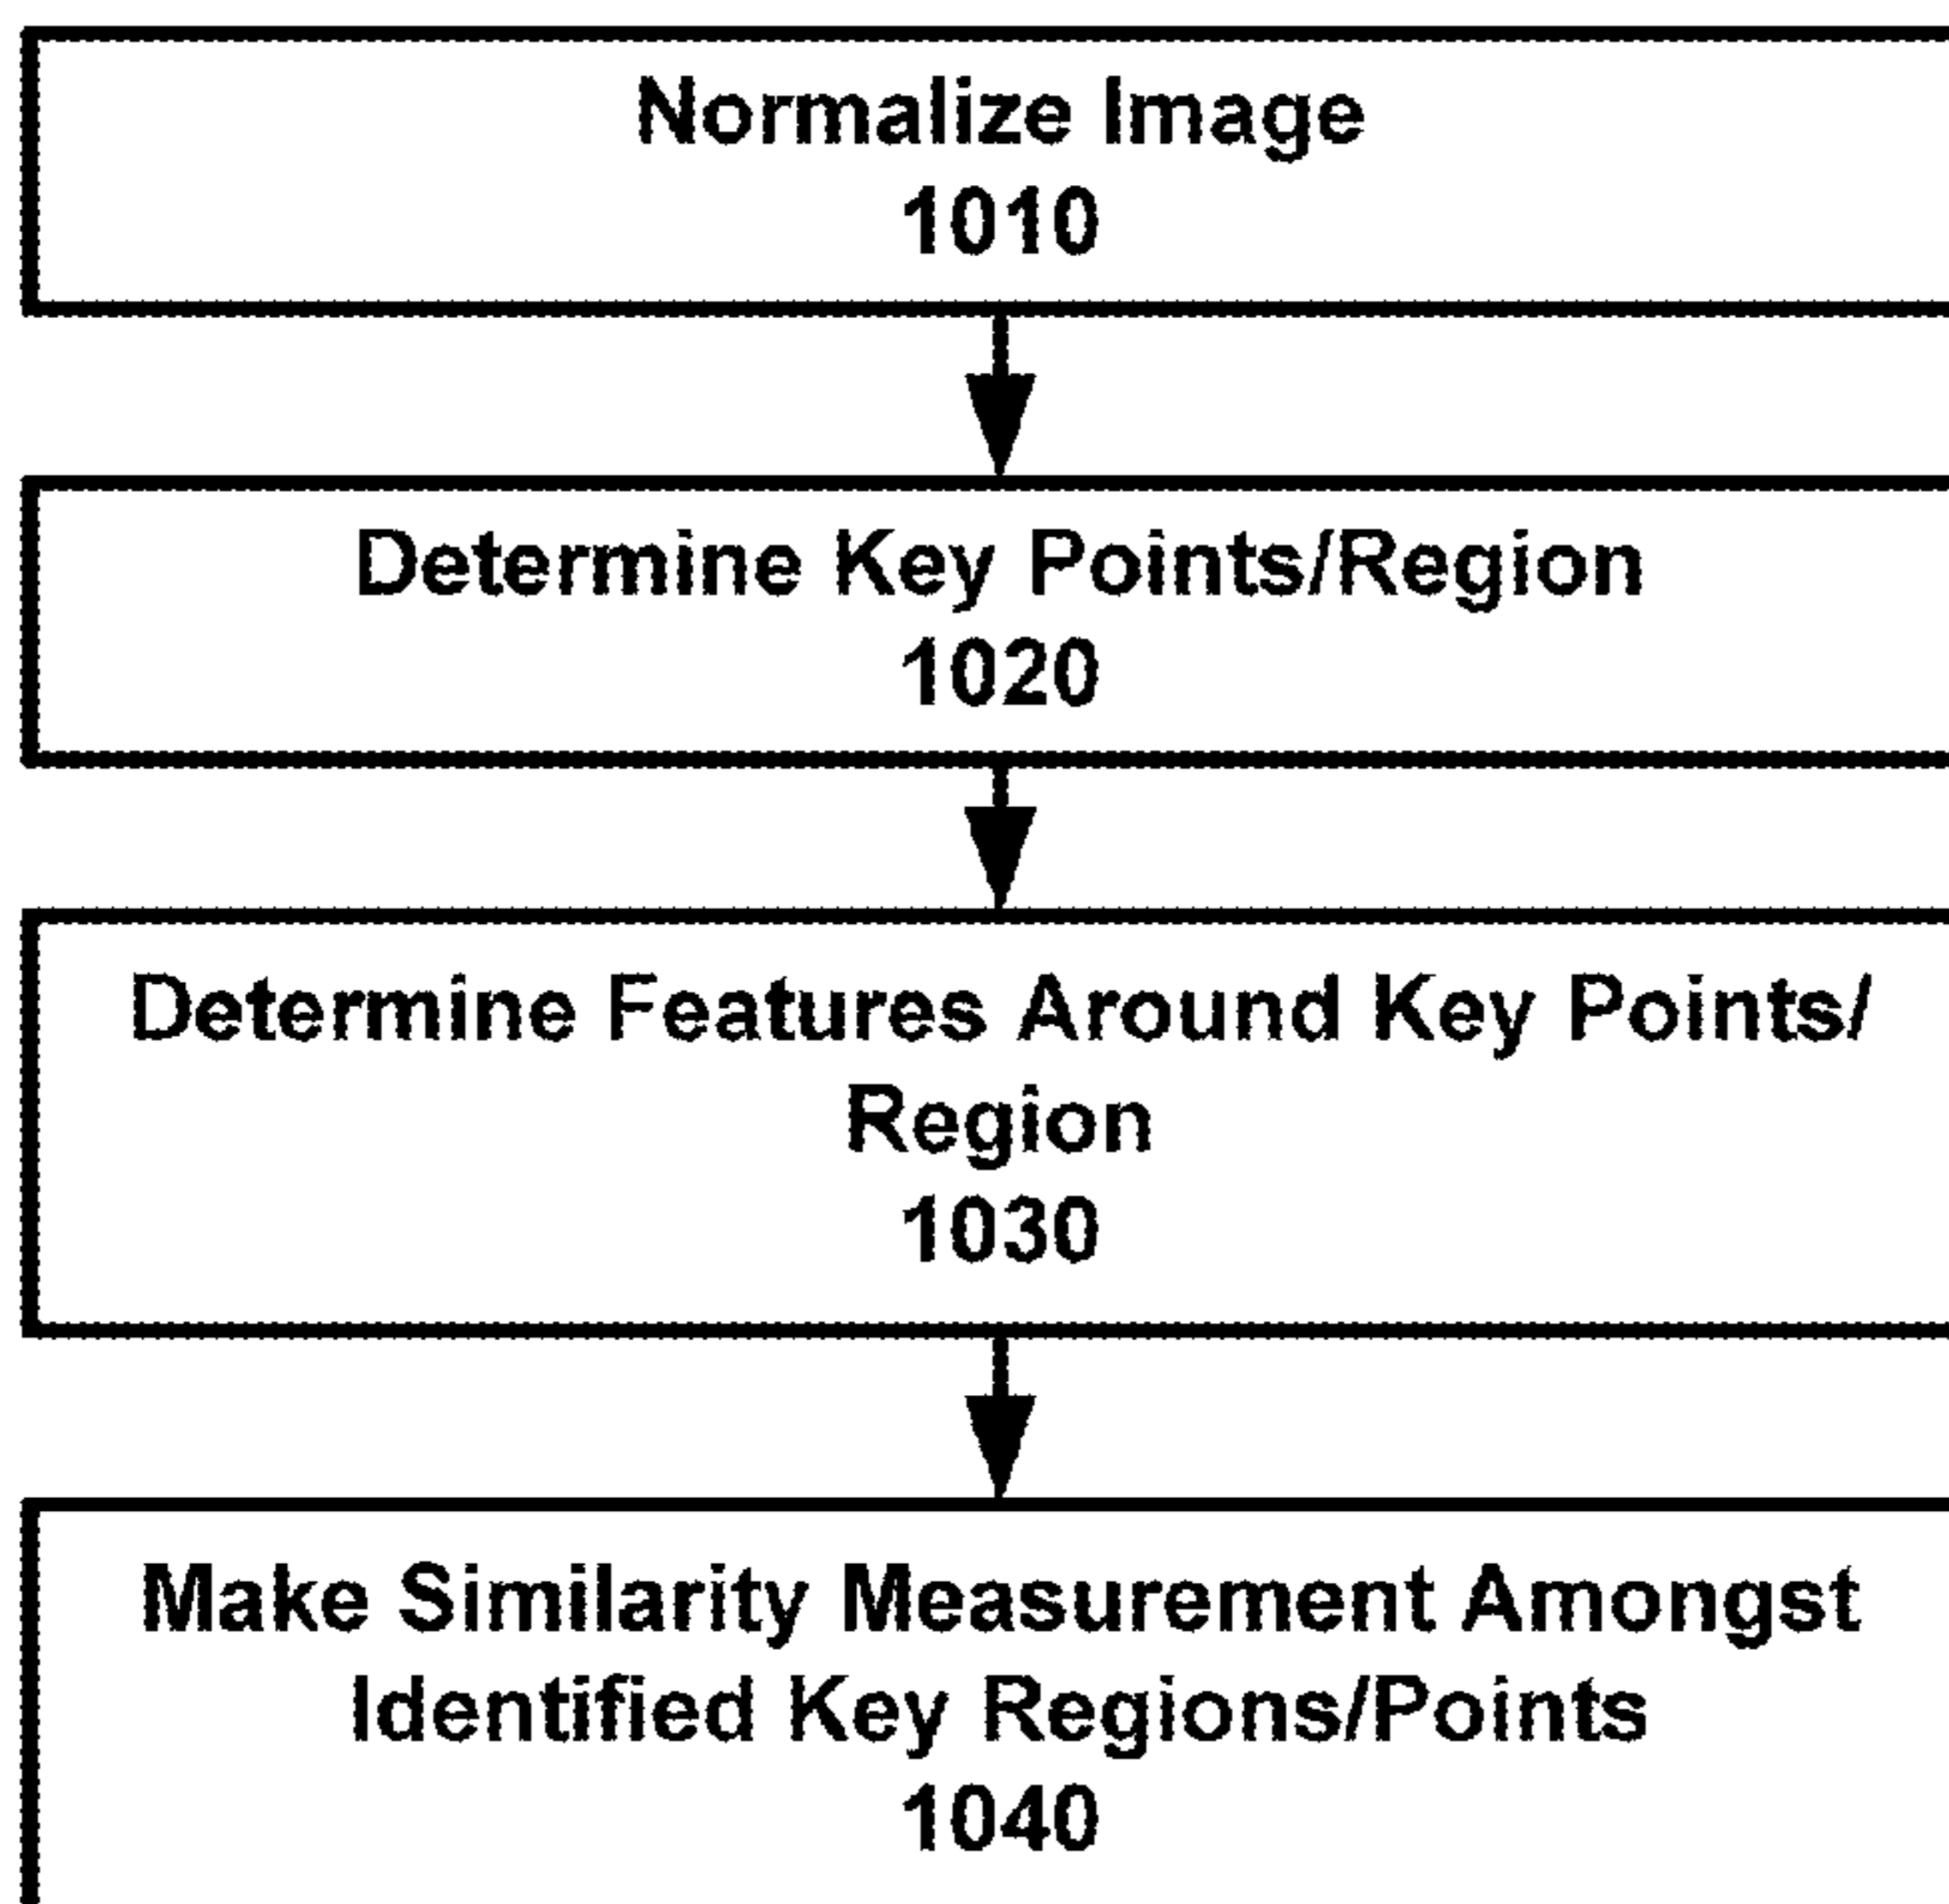 Normalize Image
1010
Determine Key Points/Region
1020
Determine Features Around Key Points/
Region
1030
Make Similarity Measurement Amongst
Identified Key Regions/Points
1040